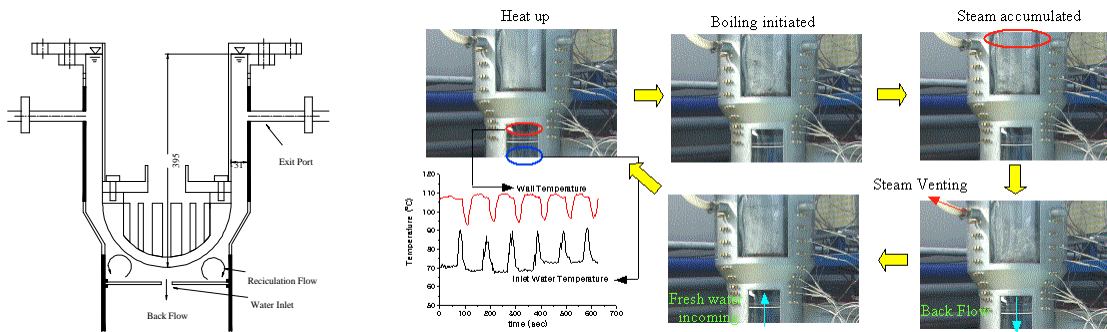 395
51
Exit Port
Reciculation Flow
Water Inlet
Back Flow
Heat up
Boiling initiated
Steam accumulated
Steam Venting
Back Flow
Fresh water
incoming
Wall Temperature
Inlet Water Temperature
Temperature (°C)
120
110
100
90
80
70
60
50
0 100 200 300 400 500 600 700
time (sec)